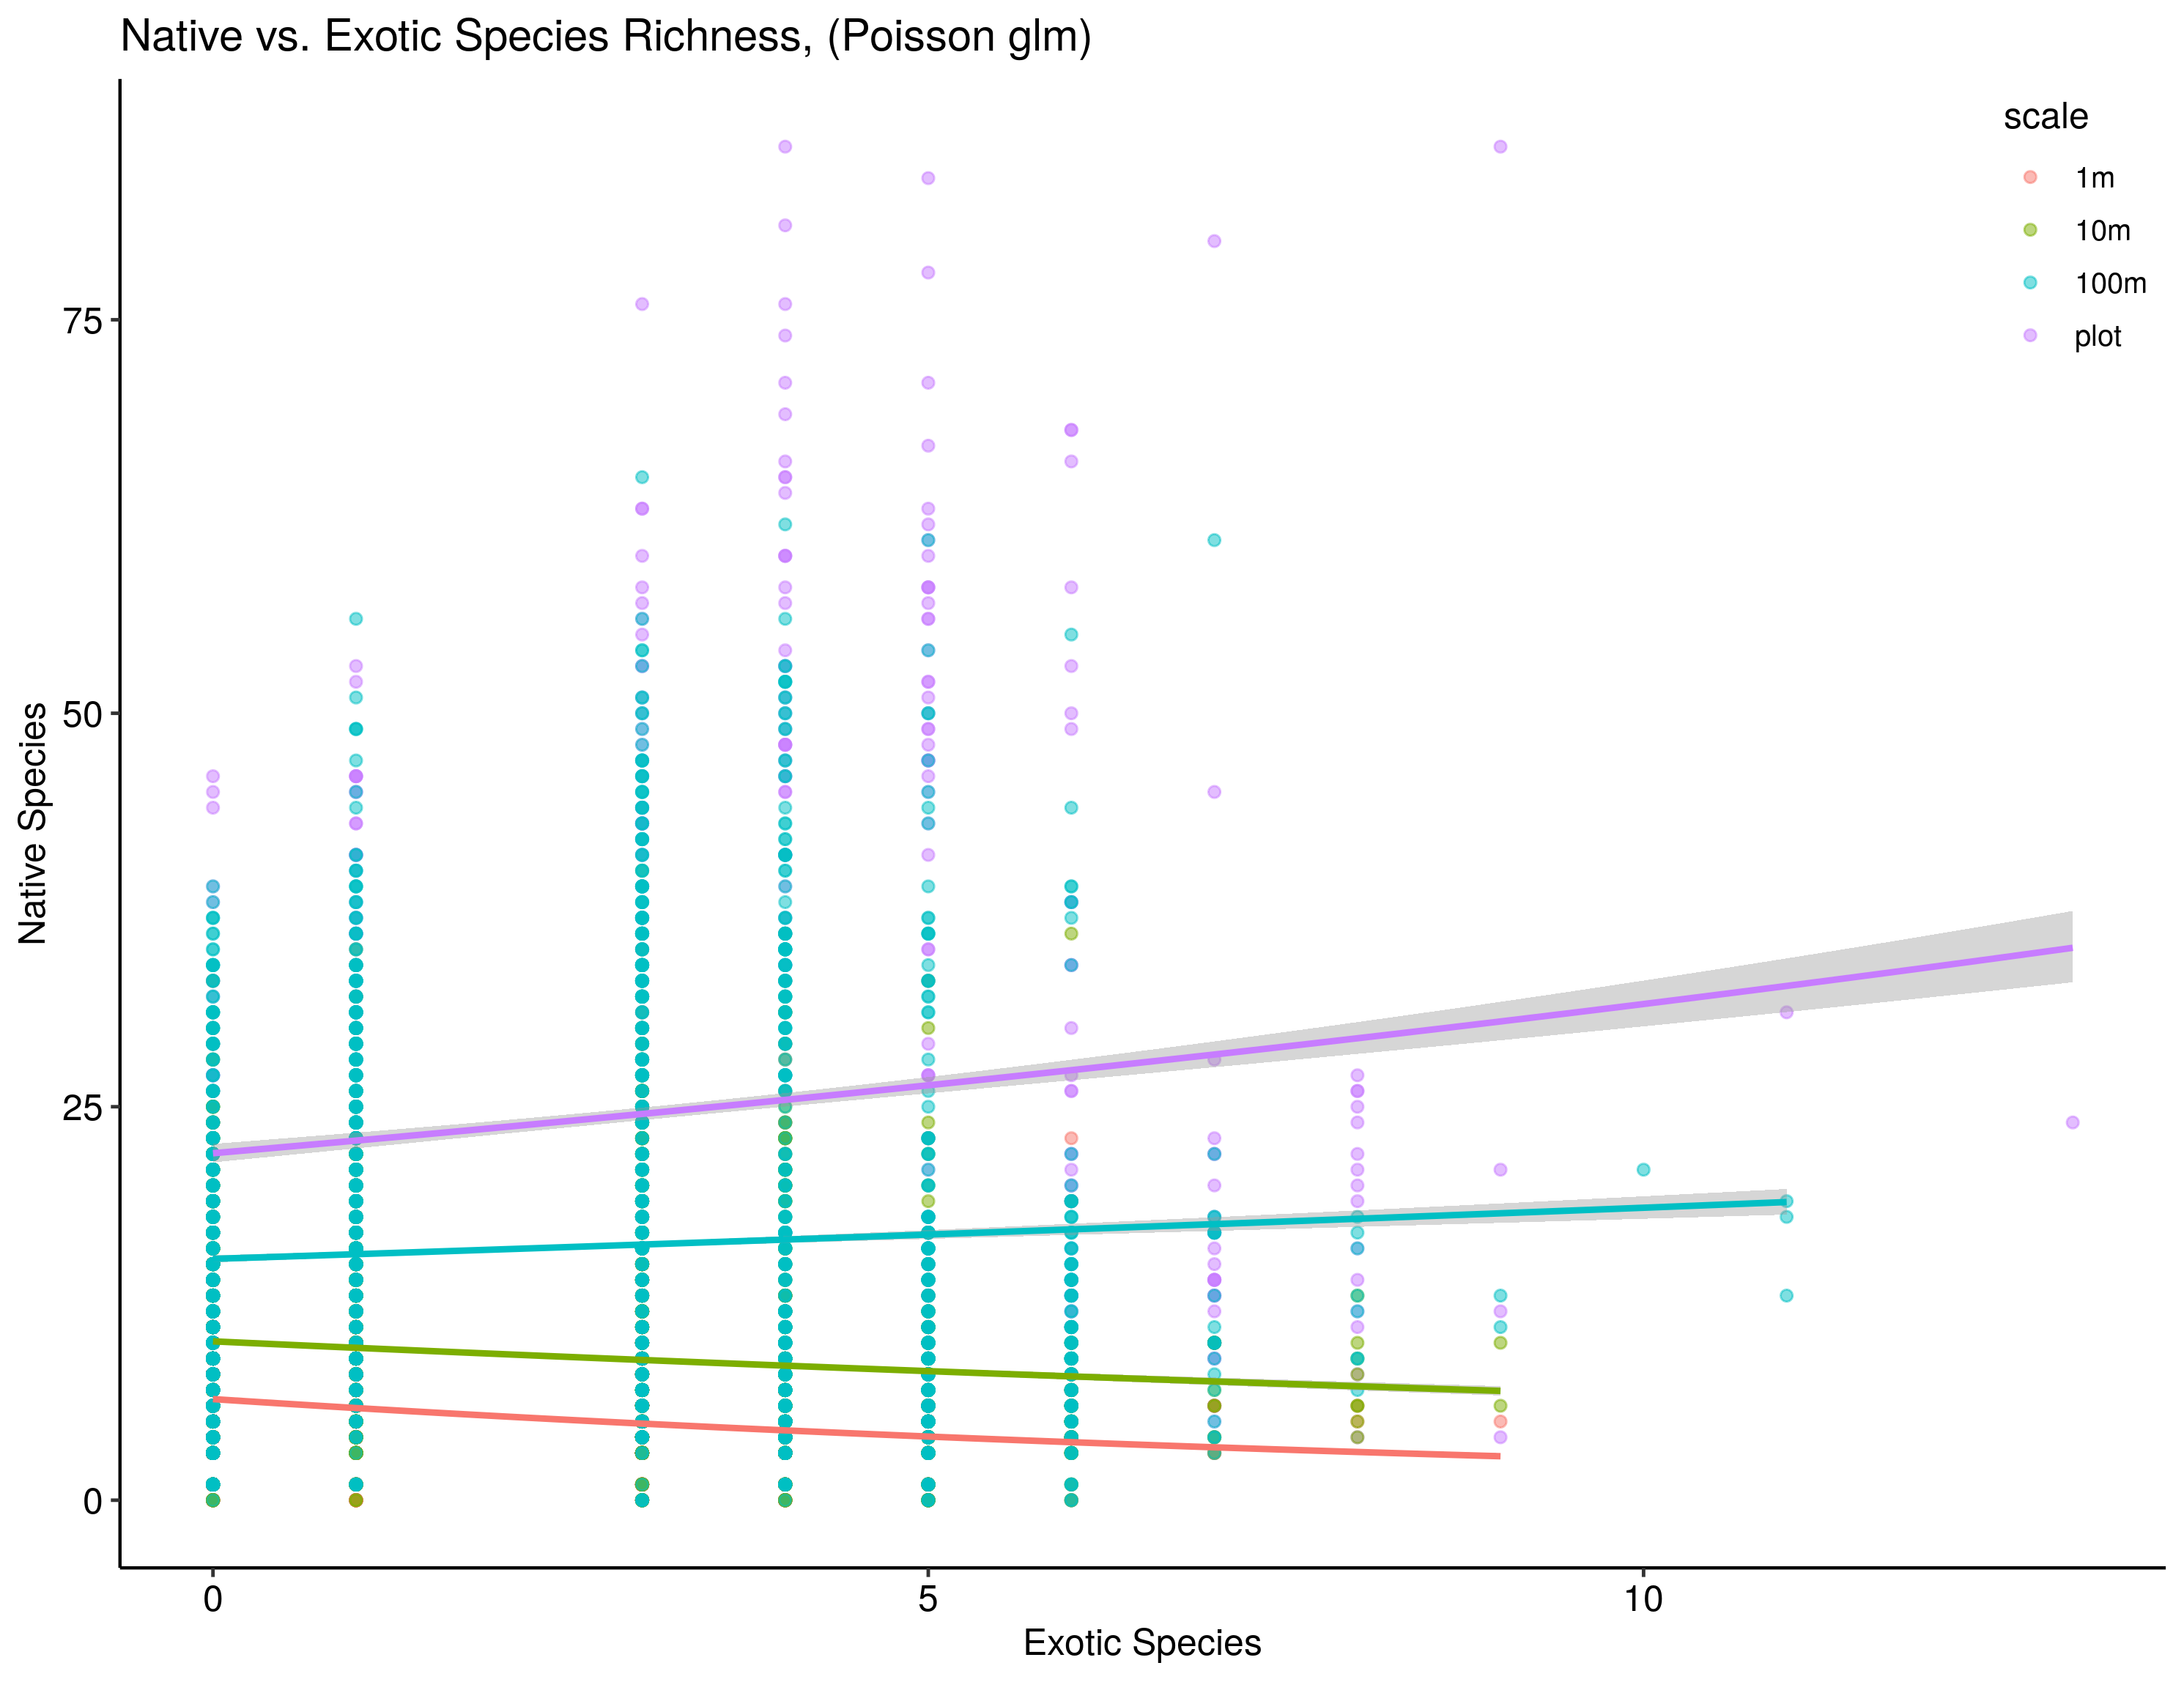 Native vs. Exotic Species Richness, (Poisson glm)
scale
1m
10m
100m
plot
75
50
25
0
Native Species
0 5 10
Exotic Species